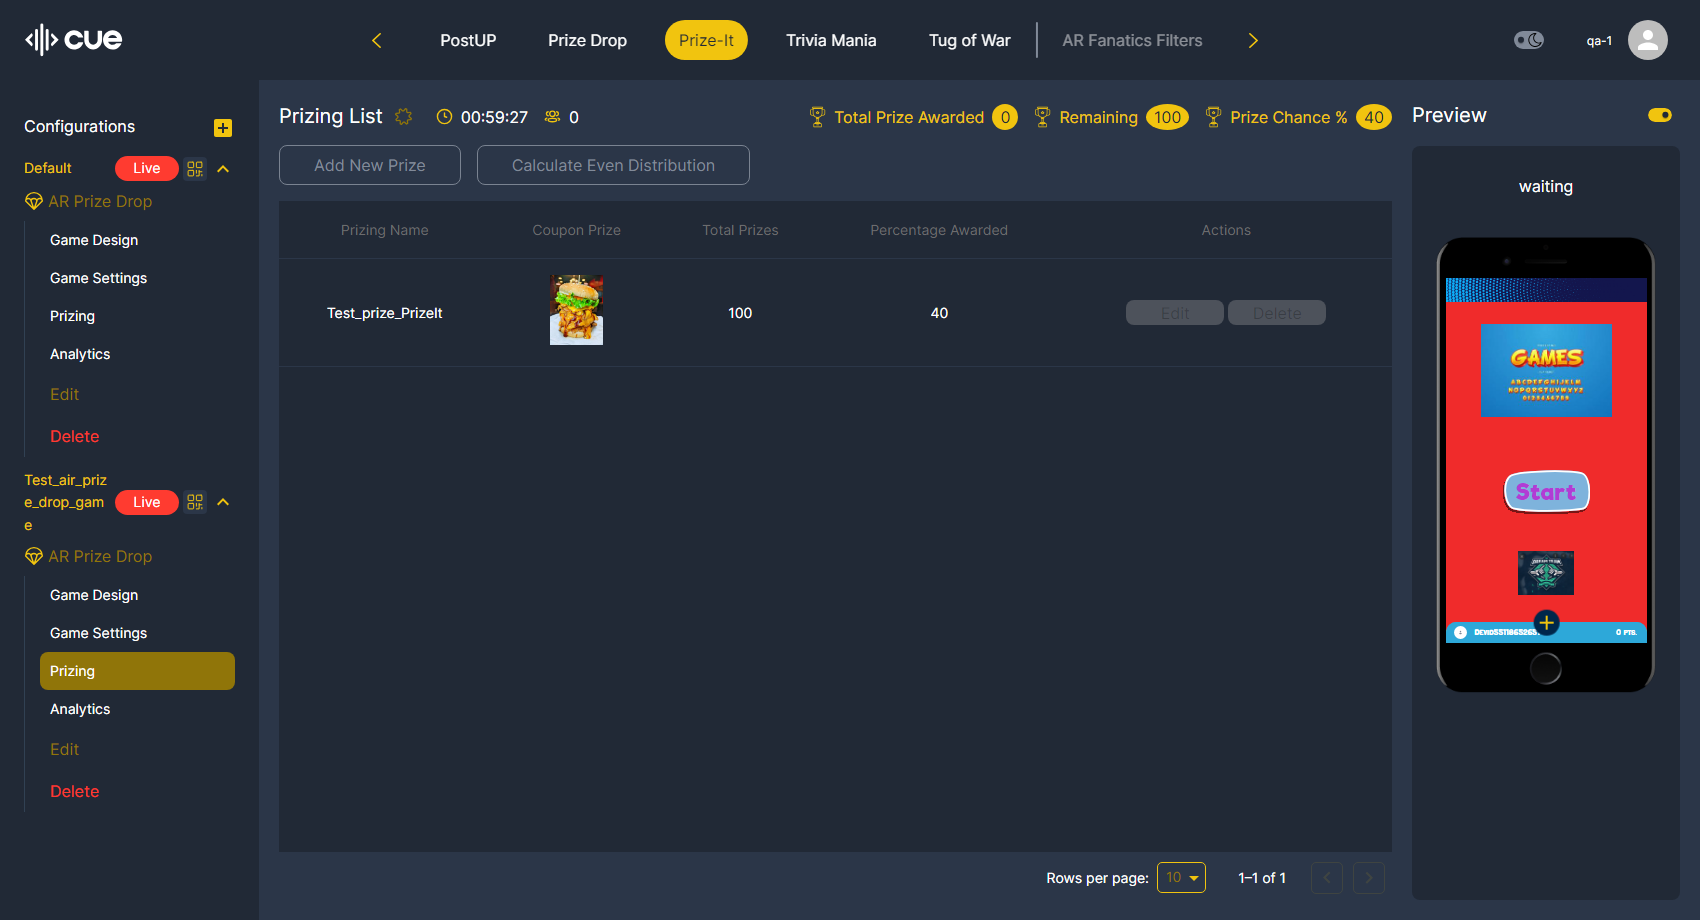 cue
PostUP
Prize Drop
Prize-It
Trivia Mania
Tug of War
AR Fanatics Filters
qa-1
Configurations
Default
Live
AR Prize Drop
Game Design
Game Settings
Prizing
Analytics
Edit
Delete
Test_air_priz
e_drop_gam
e
Live
AR Prize Drop
Game Design
Game Settings
Prizing
Analytics
Edit
Delete
Prizing List
00:59:27
0
Total Prize Awarded 0
Remaining 100
Prize Chance % 40
Add New Prize
Calculate Even Distribution
Prizing Name
Coupon Prize
Total Prizes
Percentage Awarded
Actions
Test_prize_PrizeIt
100
40
Edit
Delete
Rows per page: 10
1–1 of 1
Preview
waiting
GAMES
ABCDEFGHIJKLM
NOPQRSTUVWXYZ
0123456789
Start
0 PTS.